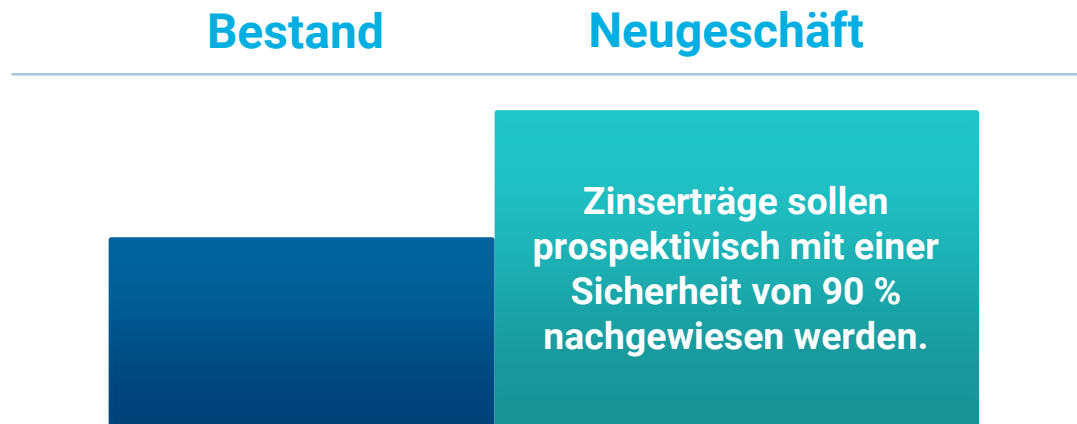 Bestand
Neugeschäft
Zinserträge sollen
prospektivisch mit einer
Sicherheit von 90 %
nachgewiesen werden.